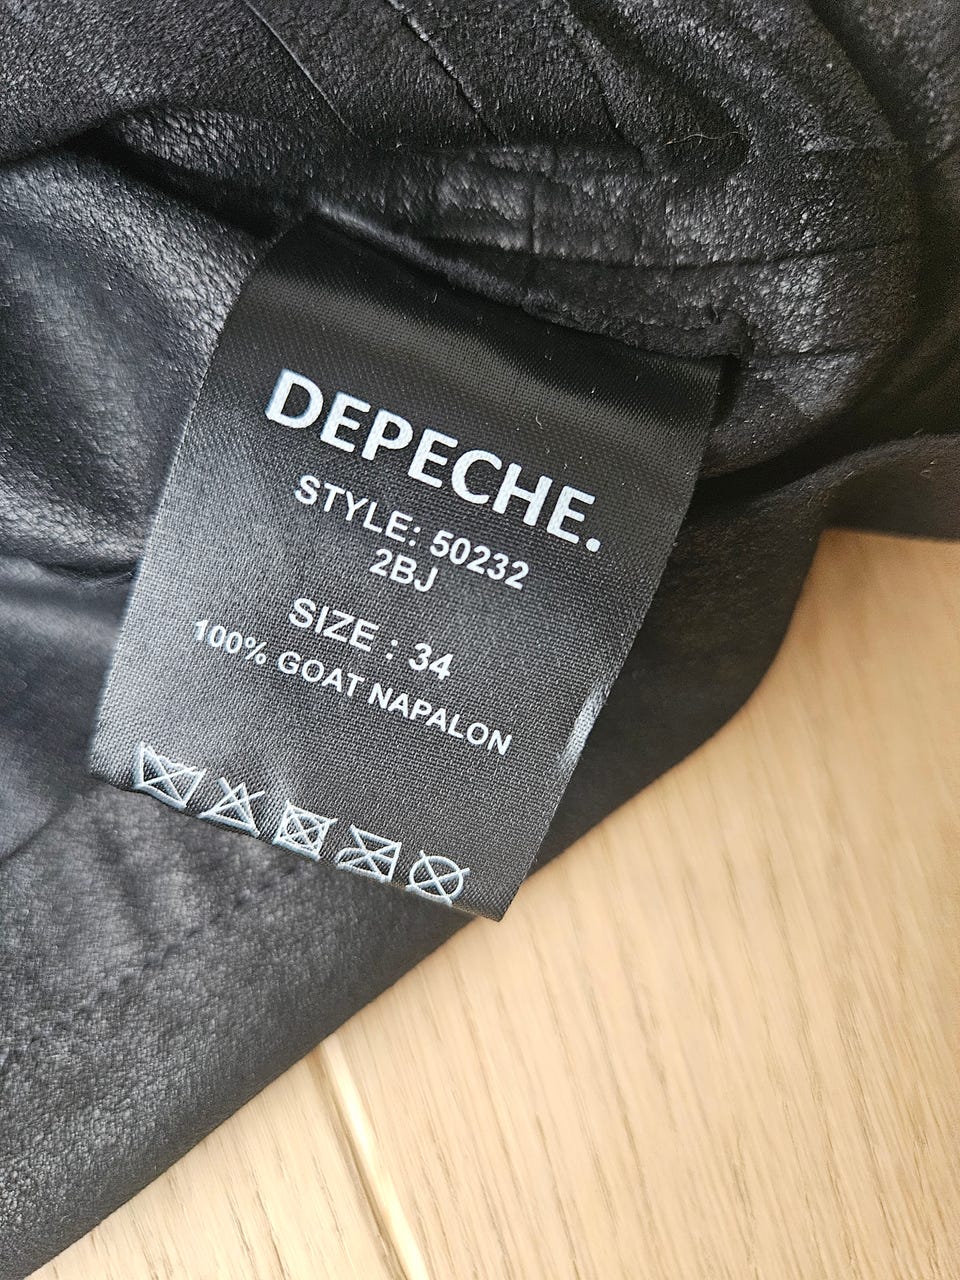 DEPECHE.
STYLE: 50232
2BJ
SIZE : 34
100% GOAT NAPALON